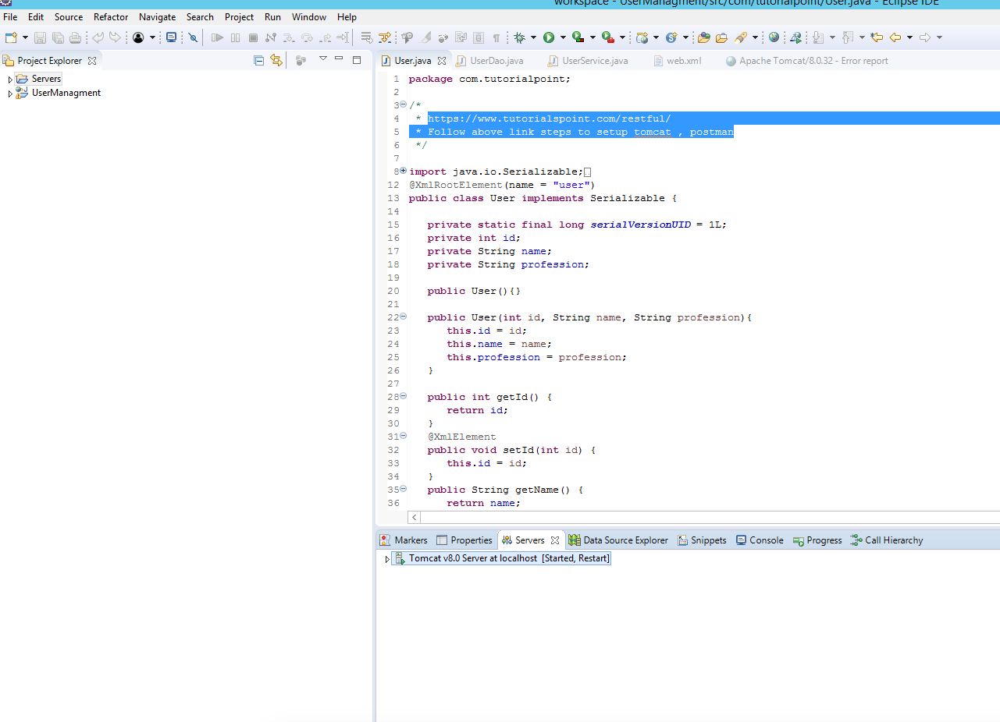 workspace - UserManagment/src/com/tutorialpoint/User.java - Eclipse IDE
File Edit Source Refactor Navigate Search Project Run Window Help
Project Explorer
Servers
UserManagment
User.java UserDao.java UserService.java web.xml Apache Tomcat/8.0.32 - Error report
1 package com.tutorialpoint;
2
3 /*
4 * https://www.tutorialspoint.com/restful/
5 * Follow above link steps to setup tomcat , postman
6 */
7
8 import java.io.Serializable;
12 @XmlRootElement(name = "user")
13 public class User implements Serializable {
14
15 private static final long serialVersionUID = 1L;
16 private int id;
17 private String name;
18 private String profession;
19
20 public User(){}
21
22 public User(int id, String name, String profession){
23 this.id = id;
24 this.name = name;
25 this.profession = profession;
26 }
27
28 public int getId() {
29 return id;
30 }
31 @XmlElement
32 public void setId(int id) {
33 this.id = id;
34 }
35 public String getName() {
36 return name;
Markers Properties Servers Data Source Explorer Snippets Console Progress Call Hierarchy
Tomcat v8.0 Server at localhost [Started, Restart]